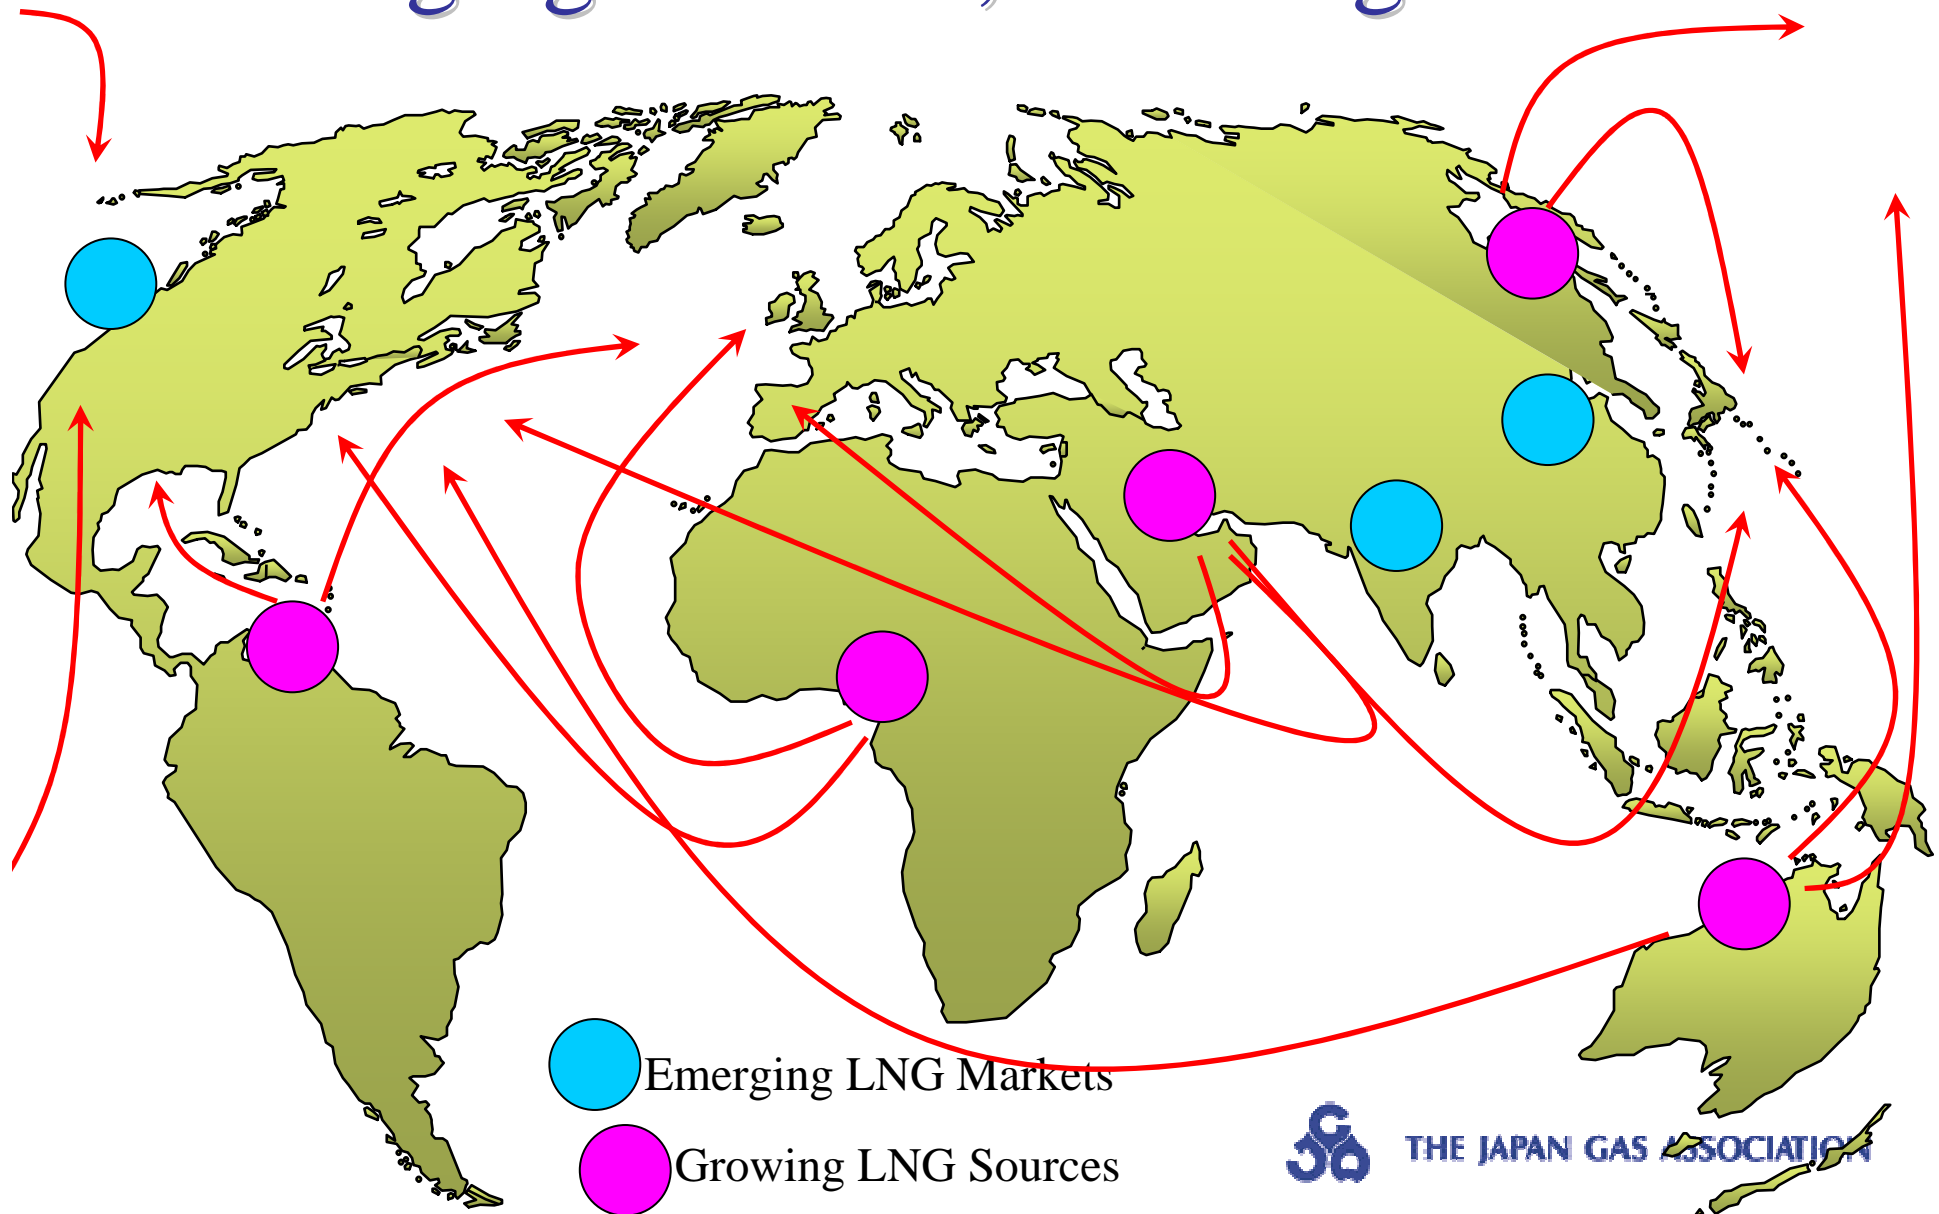 Emerging LNG Markets
Growing LNG Sources
THE JAPAN GAS ASSOCIATION